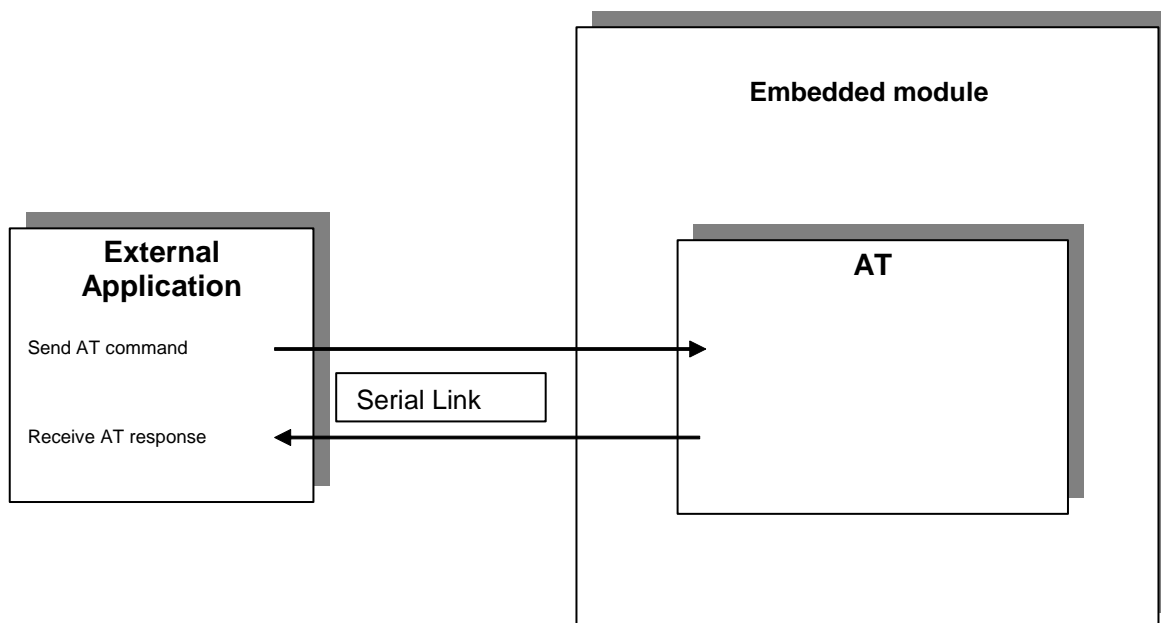 Embedded module
External
Application
AT
Send AT command
Serial Link
Receive AT response